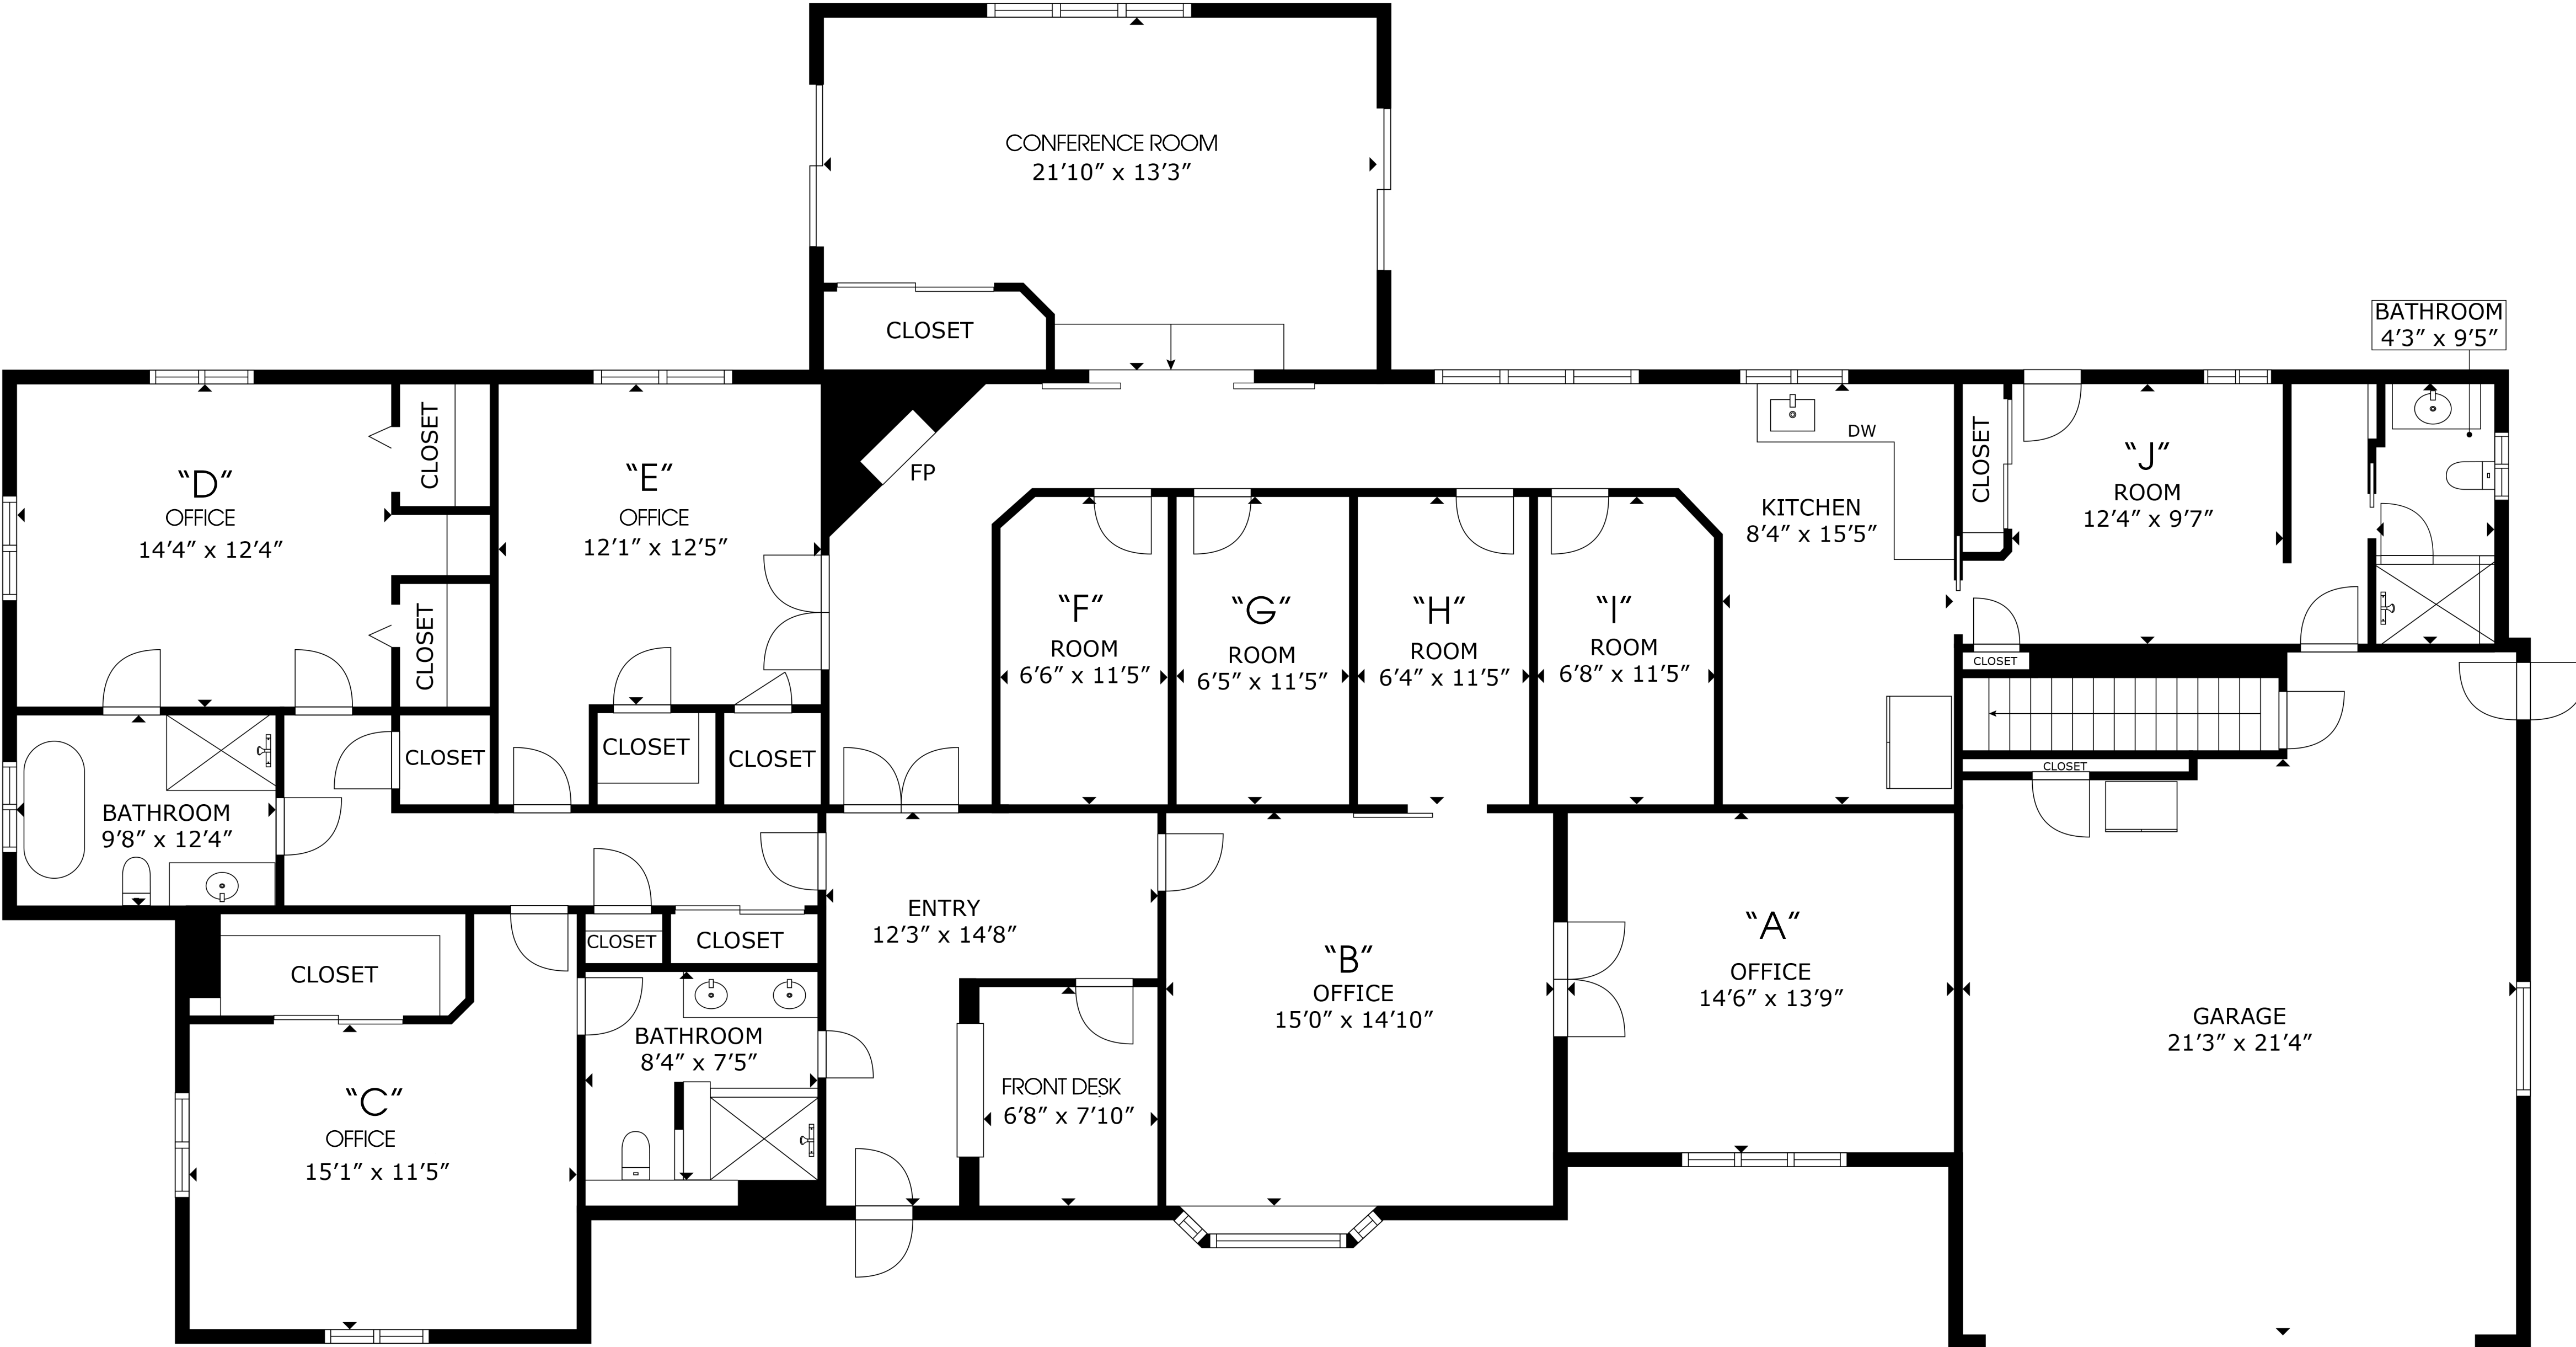 CONFERENCE ROOM
21’10” x 13’3”
CLOSET
BATHROOM
4’3” x 9’5”
“D”
OFFICE
14’4” x 12’4”
CLOSET
CLOSET
“E”
OFFICE
12’1” x 12’5”
FP
DW
KITCHEN
8’4” x 15’5”
CLOSET
“J”
ROOM
12’4” x 9’7”
“F”
ROOM
6’6” x 11’5”
“G”
ROOM
6’5” x 11’5”
“H”
ROOM
6’4” x 11’5”
“I”
ROOM
6’8” x 11’5”
CLOSET
CLOSET
CLOSET
CLOSET
CLOSET
BATHROOM
9’8” x 12’4”
CLOSET
CLOSET
CLOSET
ENTRY
12’3” x 14’8”
“B”
OFFICE
15’0” x 14’10”
“A”
OFFICE
14’6” x 13’9”
GARAGE
21’3” x 21’4”
BATHROOM
8’4” x 7’5”
FRONT DESK
6’8” x 7’10”
“C”
OFFICE
15’1” x 11’5”